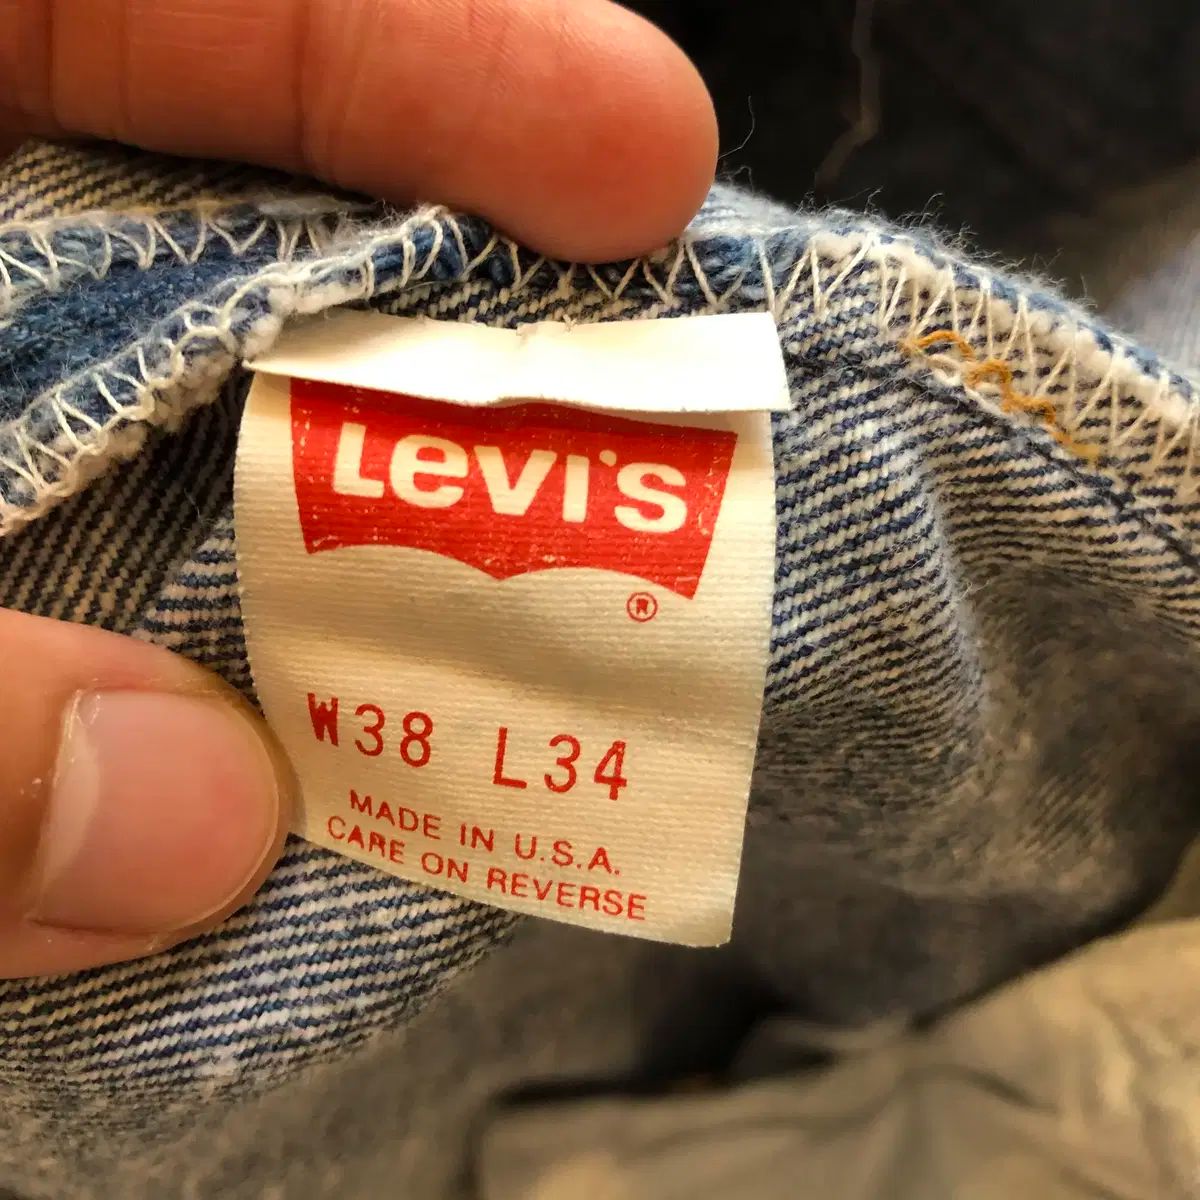 Levi's
®
W38 L34
MADE IN U.S.A.
CARE ON REVERSE